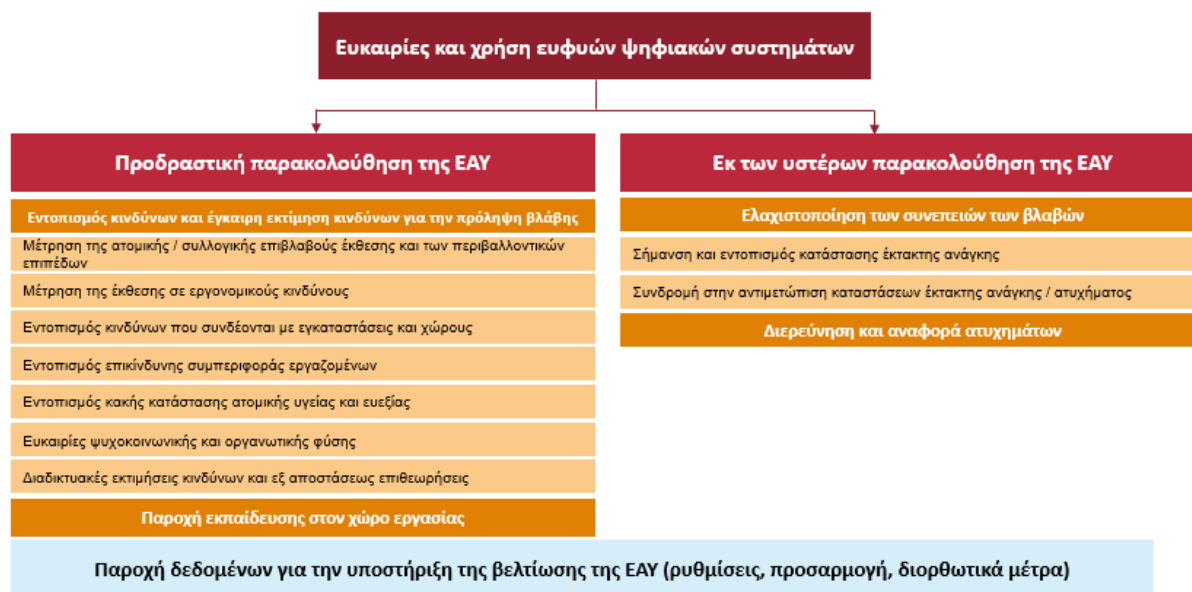 Ευκαιρίες και χρήση ευφυών ψηφιακών συστημάτων
Προδραστική παρακολούθηση της ΕΑΥ
Εντοπισμός κινδύνων και έγκαιρη εκτίμηση κινδύνων για την πρόληψη βλάβης
Μέτρηση της ατομικής / συλλογικής επιβλαβούς έκθεσης και των περιβαλλοντικών
επιπέδων
Μέτρηση της έκθεσης σε εργονομικούς κινδύνους
Εντοπισμός κινδύνων που συνδέονται με εγκαταστάσεις και χώρους
Εντοπισμός επικίνδυνης συμπεριφοράς εργαζομένων
Εντοπισμός κακής κατάστασης ατομικής υγείας και ευεξίας
Ευκαιρίες ψυχοκοινωνικής και οργανωτικής φύσης
Διαδικτυακές εκτιμήσεις κινδύνων και εξ αποστάσεως επιθεωρήσεις
Παροχή εκπαίδευσης στον χώρο εργασίας
Εκ των υστέρων παρακολούθηση της ΕΑΥ
Ελαχιστοποίηση των συνεπειών των βλαβών
Σήμανση και εντοπισμός κατάστασης έκτακτης ανάγκης
Συνδρομή στην αντιμετώπιση καταστάσεων έκτακτης ανάγκης / ατυχήματος
Διερεύνηση και αναφορά ατυχημάτων
Παροχή δεδομένων για την υποστήριξη της βελτίωσης της ΕΑΥ (ρυθμίσεις, προσαρμογή, διορθωτικά μέτρα)